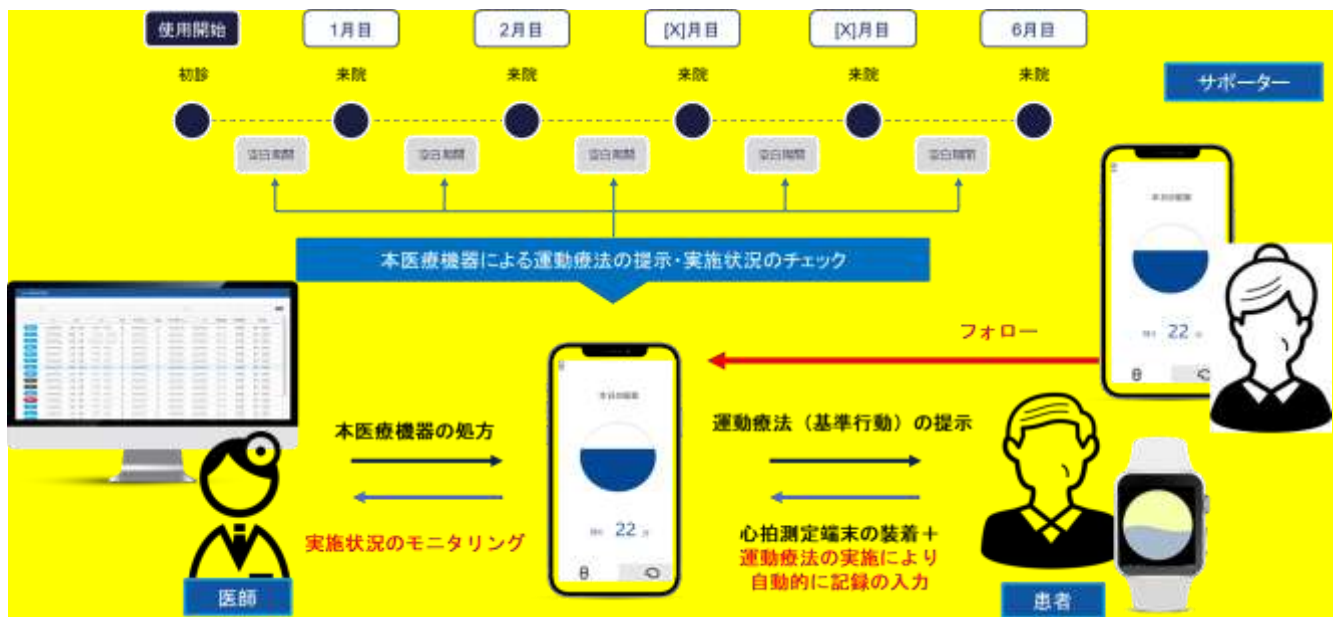 使用開始
1月目
2月目
[X]月目
[X]月目
6月目
初診
来院
来院
来院
来院
来院
サポーター
空白期間
空白期間
空白期間
空白期間
空白期間
本医療機器による運動療法の提示・実施状況のチェック
フォロー
22
本医療機器の処方
運動療法（基準行動）の提示
22
実施状況のモニタリング
心拍測定端末の装着＋
運動療法の実施により
自動的に記録の入力
医師
患者